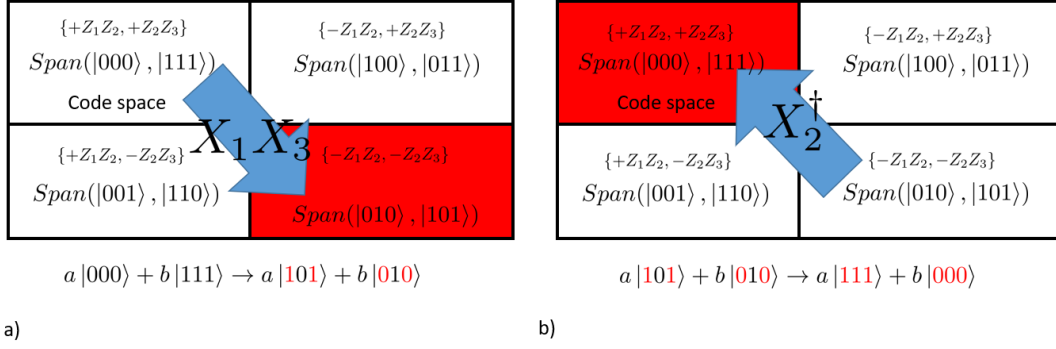 {+Z₁Z₂, +Z₂Z₃}
Span(|000⟩, |111⟩)
Code space
{−Z₁Z₂, +Z₂Z₃}
Span(|100⟩, |011⟩)
X₁X₃
{+Z₁Z₂, −Z₂Z₃}
Span(|001⟩, |110⟩)
{−Z₁Z₂, −Z₂Z₃}
Span(|010⟩, |101⟩)
a|000⟩ + b|111⟩ → a|101⟩ + b|010⟩
a)
{+Z₁Z₂, +Z₂Z₃}
Span(|000⟩, |111⟩)
Code space
{−Z₁Z₂, +Z₂Z₃}
Span(|100⟩, |011⟩)
X₂†
{+Z₁Z₂, −Z₂Z₃}
Span(|001⟩, |110⟩)
{−Z₁Z₂, −Z₂Z₃}
Span(|010⟩, |101⟩)
a|101⟩ + b|010⟩ → a|111⟩ + b|000⟩
b)